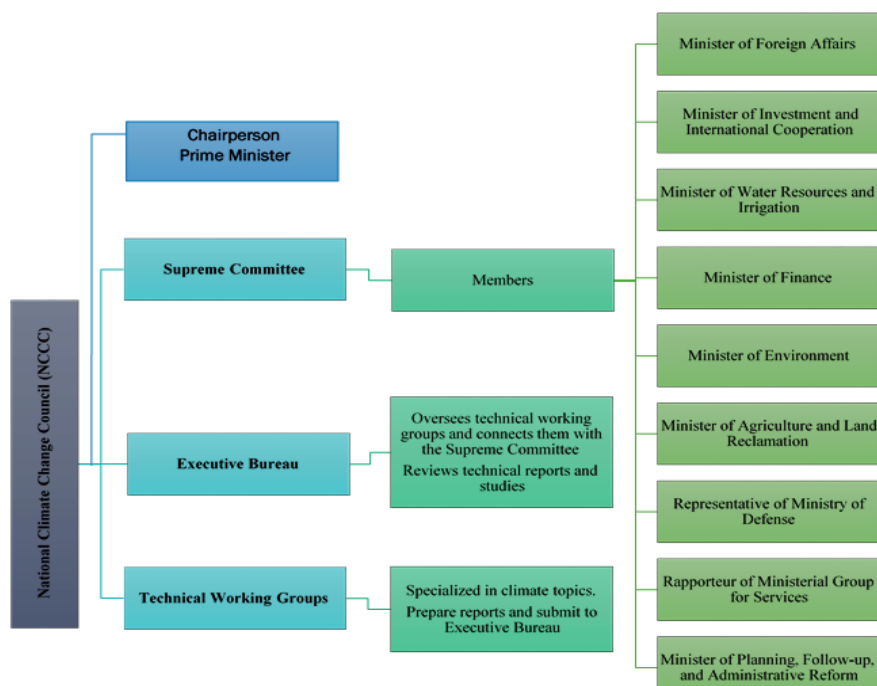 National Climate Change Council (NCCC)
Chairperson
Prime Minister
Supreme Committee
Members
Minister of Foreign Affairs
Minister of Investment and
International Cooperation
Minister of Water Resources and
Irrigation
Minister of Finance
Minister of Environment
Minister of Agriculture and Land
Reclamation
Representative of Ministry of
Defense
Rapporteur of Ministerial Group
for Services
Minister of Planning, Follow-up,
and Administrative Reform
Executive Bureau
Oversees technical working
groups and connects them with
the Supreme Committee
Reviews technical reports and
studies
Technical Working Groups
Specialized in climate topics.
Prepare reports and submit to
Executive Bureau